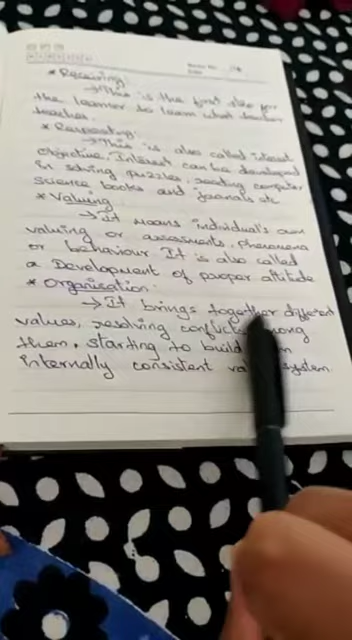 * Receiving:
→ This is the first step for
the learner to learn what teacher
teaches.
* Responding:
→ This is also called interest
objective. Interest can be developed
in solving puzzles, reading computer
science books and journals etc
* Valuing
→ It means individual's own
valuing or assessments, phenomena
or behaviour It is also called
a Development of proper attitude
* Organisation:
→ It brings together different
values, resolving conflicts among
them, starting to build
internally consistent system.